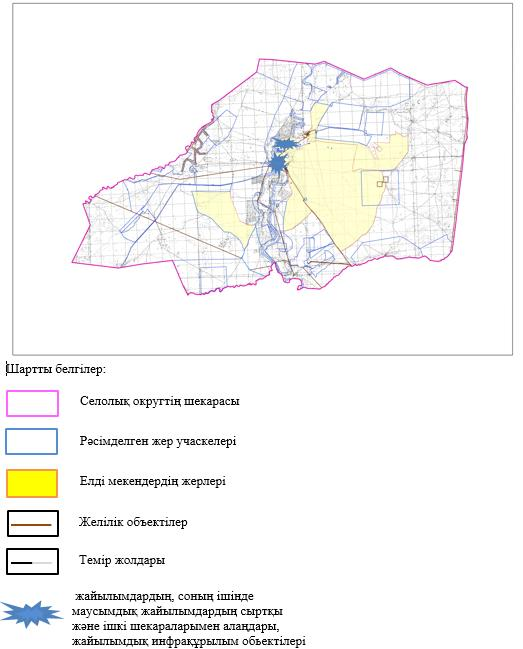 Шартты белгілер:
Селолық округтің шекарасы
Рәсімделген жер учаскелері
Елді мекендердің жерлері
Желілік объектілер
Темір жолдары
жайылымдардың, соның ішінде
маусымдық жайылымдардың сыртқы
және ішкі шекараларымен алаңдары,
жайылымдық инфрақұрылым обьектілері